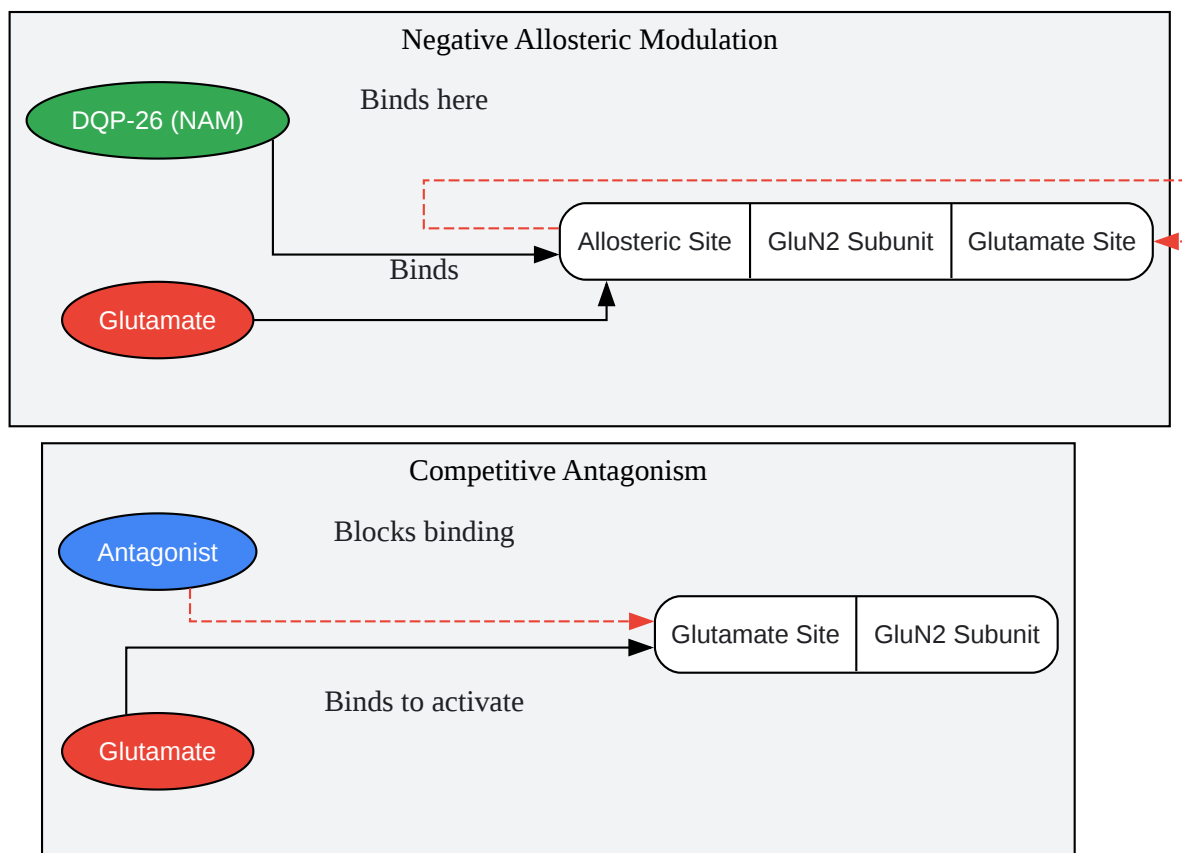 Negative Allosteric Modulation
Binds here
DQP-26 (NAM)
Allosteric Site
GluN2 Subunit
Glutamate Site
Binds
Glutamate
Competitive Antagonism
Blocks binding
Antagonist
Glutamate Site
GluN2 Subunit
Binds to activate
Glutamate